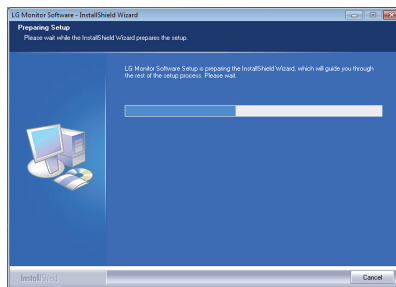 LG Monitor Software - InstallShield Wizard
Preparing Setup
Please wait while the InstallShield Wizard prepares the setup.
LG Monitor Software Setup is preparing the InstallShield Wizard, which will guide you through
the rest of the setup process. Please wait.
InstallShield
Cancel